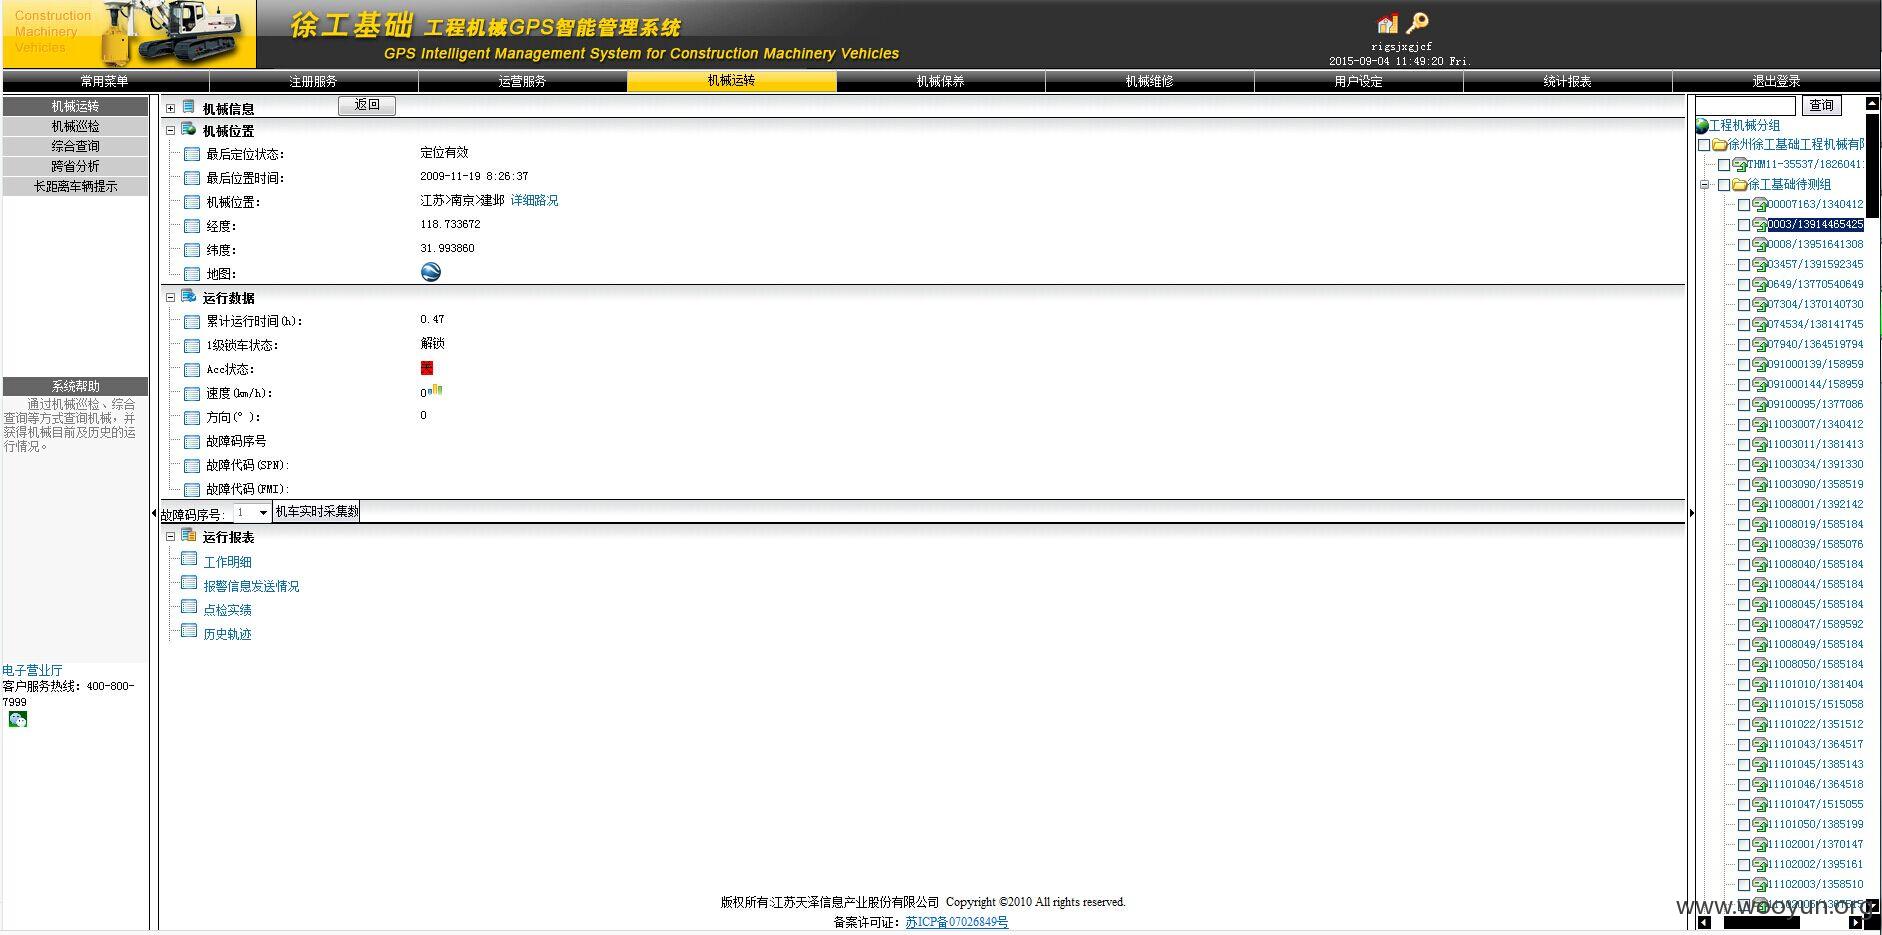 Construction
Machinery
Vehicles
徐工基础 工程机械GPS智能管理系统
GPS Intelligent Management System for Construction Machinery Vehicles
rigsjxgjcf
2015-09-04 11:49:20 Fri.
常用菜单 注册服务 运营服务 机械运转 机械保养 机械维修 用户设定 统计报表 退出登录
机械运转
机械巡检
综合查询
跨省分析
长距离车辆提示
系统帮助
通过机械巡检、综合
查询等方式查询机械，并
获得机械目前及历史的运
行情况。
电子营业厅
客户服务热线：400-800-
7999
机械信息 返回
机械位置
最后定位状态： 定位有效
最后位置时间： 2009-11-19 8:26:37
机械位置： 江苏>南京>建邺 详细路况
经度： 118.733672
纬度： 31.993860
地图：
运行数据
累计运行时间(h)： 0.47
1级锁车状态： 解锁
Acc状态： 关
速度(km/h)： 0
方向(°)： 0
故障码序号
故障代码(SPN):
故障代码(FMI):
故障码序号: 1 机车实时采集数
运行报表
工作明细
报警信息发送情况
点检实绩
历史轨迹
版权所有:江苏天泽信息产业股份有限公司 Copyright ©2010 All rights reserved.
备案许可证：苏ICP备07026849号
查询
工程机械分组
徐州徐工基础工程机械有限
THM11-35537/1826041
徐工基础待测组
00007163/1340412
0003/13914465425
0008/13951641308
03457/1391592345
0649/13770540649
07304/1370140730
074534/138141745
07940/1364519794
091000139/158959
091000144/158959
09100095/1377086
11003007/1340412
11003011/1381413
11003034/1391330
11003090/1358519
11008001/1392142
11008019/1585184
11008039/1585076
11008040/1585184
11008044/1585184
11008045/1585184
11008047/1589592
11008049/1585184
11008050/1585184
11101010/1381404
11101015/1515058
11101022/1351512
11101043/1364517
11101045/1385143
11101046/1364518
11101047/1515055
11101050/1385199
11102001/1370147
11102002/1395161
11102003/1358510
www.wooyun.org